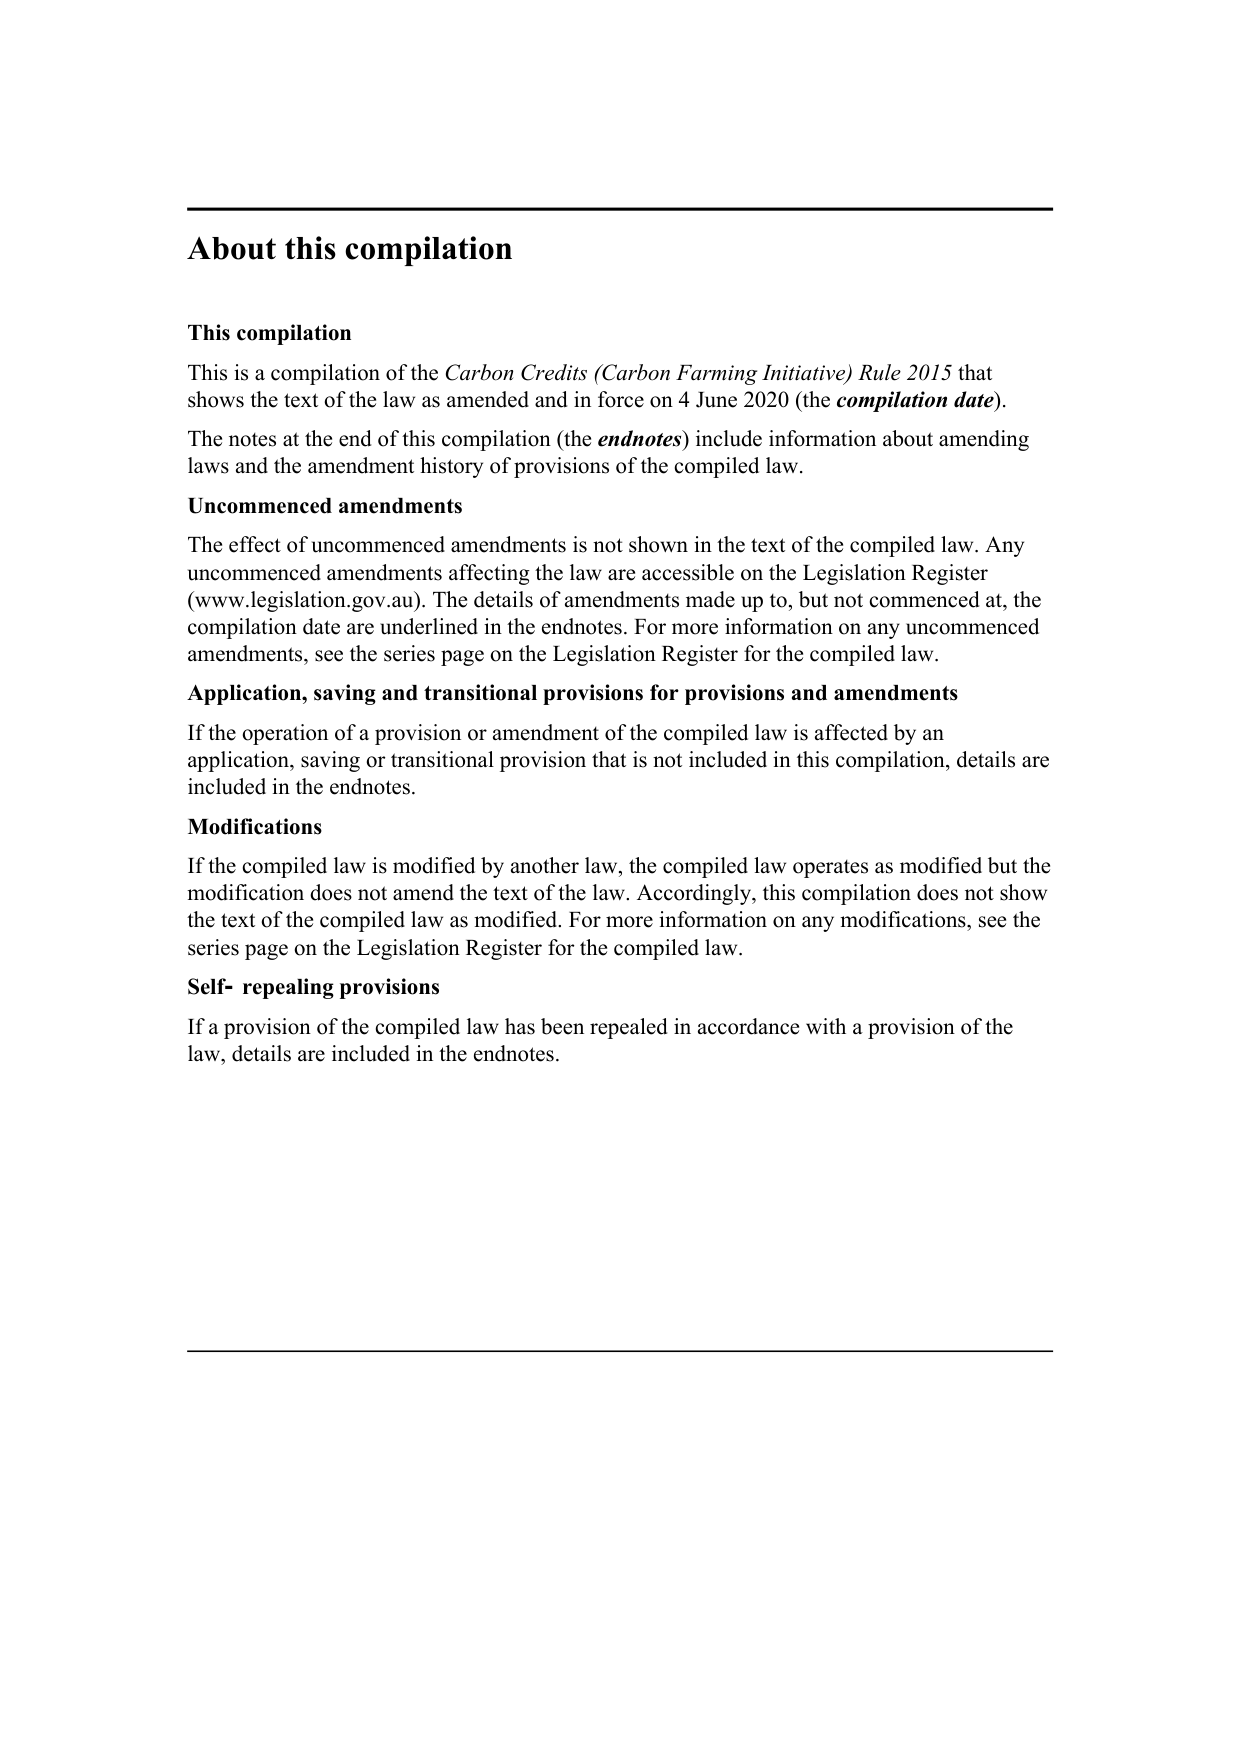 About this compilation
This compilation
This is a compilation of the Carbon Credits (Carbon Farming Initiative) Rule 2015 that
shows the text of the law as amended and in force on 4 June 2020 (the compilation date).
The notes at the end of this compilation (the endnotes) include information about amending
laws and the amendment history of provisions of the compiled law.
Uncommenced amendments
The effect of uncommenced amendments is not shown in the text of the compiled law. Any
uncommenced amendments affecting the law are accessible on the Legislation Register
(www.legislation.gov.au). The details of amendments made up to, but not commenced at, the
compilation date are underlined in the endnotes. For more information on any uncommenced
amendments, see the series page on the Legislation Register for the compiled law.
Application, saving and transitional provisions for provisions and amendments
If the operation of a provision or amendment of the compiled law is affected by an
application, saving or transitional provision that is not included in this compilation, details are
included in the endnotes.
Modifications
If the compiled law is modified by another law, the compiled law operates as modified but the
modification does not amend the text of the law. Accordingly, this compilation does not show
the text of the compiled law as modified. For more information on any modifications, see the
series page on the Legislation Register for the compiled law.
Self- repealing provisions
If a provision of the compiled law has been repealed in accordance with a provision of the
law, details are included in the endnotes.